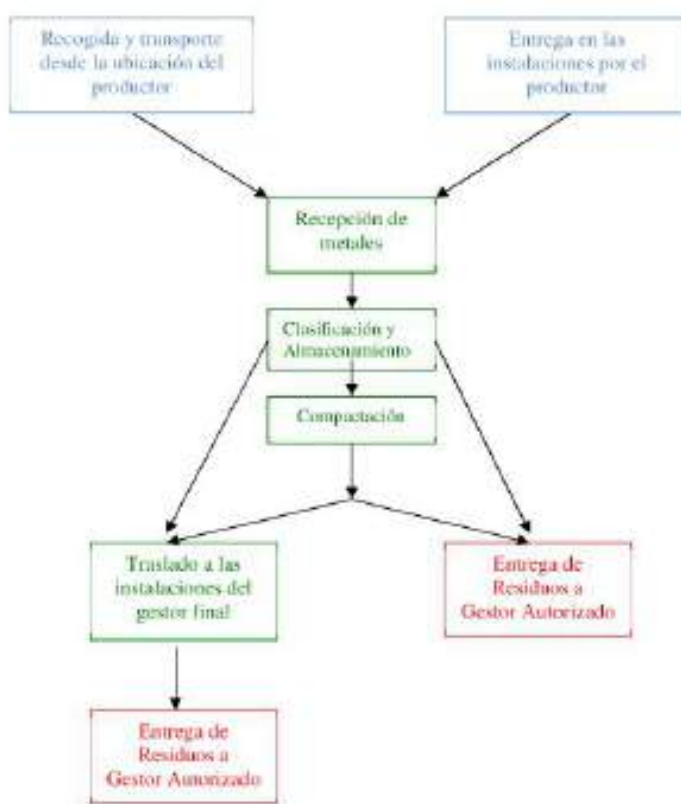 Recogida y transporte
desde la ubicación del
productor
Entrega en las
instalaciones por el
productor
Recepción de
metales
Clasificación y
Almacenamiento
Compactación
Traslado a las
instalaciones del
gestor final
Entrega de
Residuos a
Gestor Autorizado
Entrega de
Residuos a
Gestor Autorizado